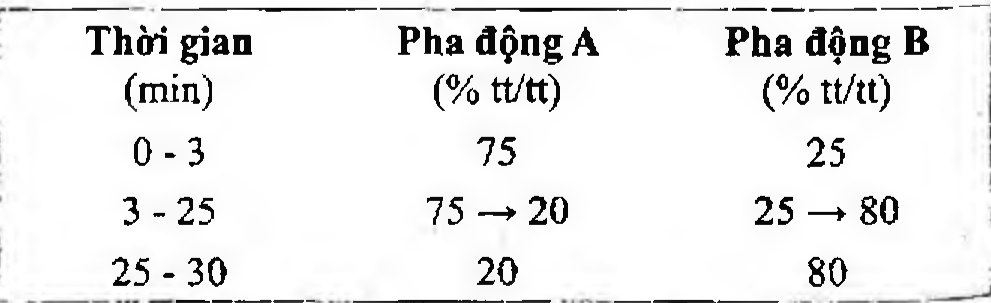 Thời gian Pha động A Pha động B
(min) (% tt/tt) (% tt/tt)
0 - 3 75 25
3 - 25 75 → 20 25 → 80
25 - 30 20 80